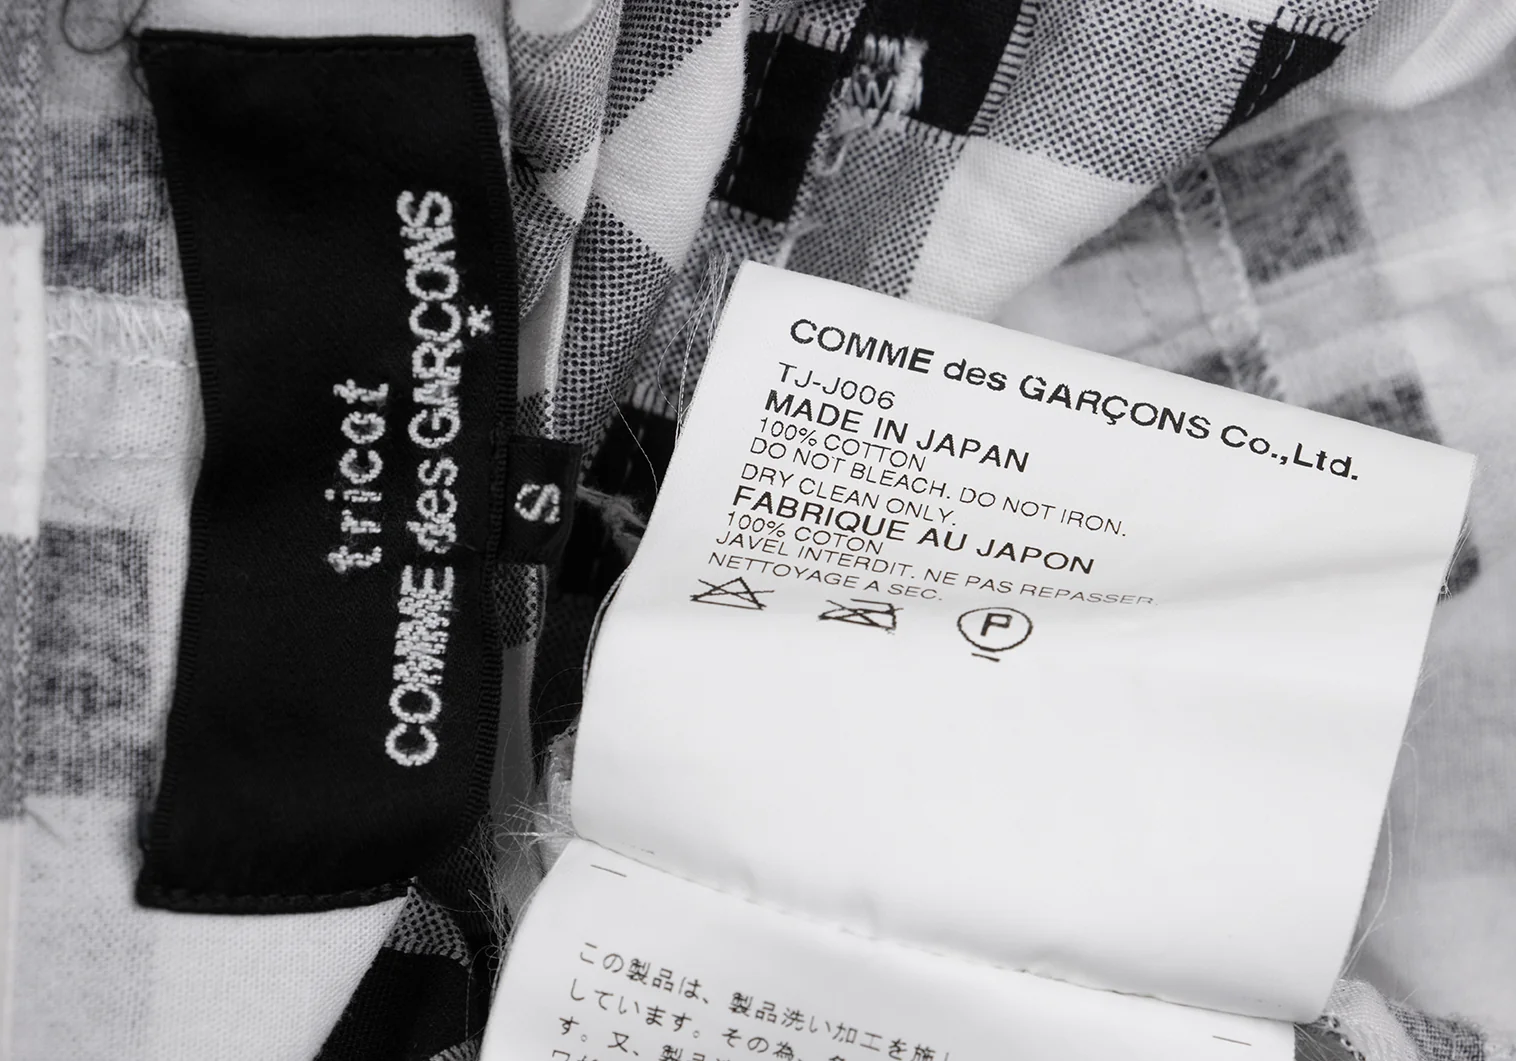 tricot
COMME des GARÇONS
*
S
COMME des GARÇONS Co.,Ltd.
TJ-J006
MADE IN JAPAN
100% COTTON
DO NOT BLEACH. DO NOT IRON.
DRY CLEAN ONLY.
FABRIQUE AU JAPON
100% COTON
JAVEL INTERDIT. NE PAS REPASSER.
NETTOYAGE A SEC.
P
この製品は、製品洗い加工を施し
しています。その為、
す。又、製品